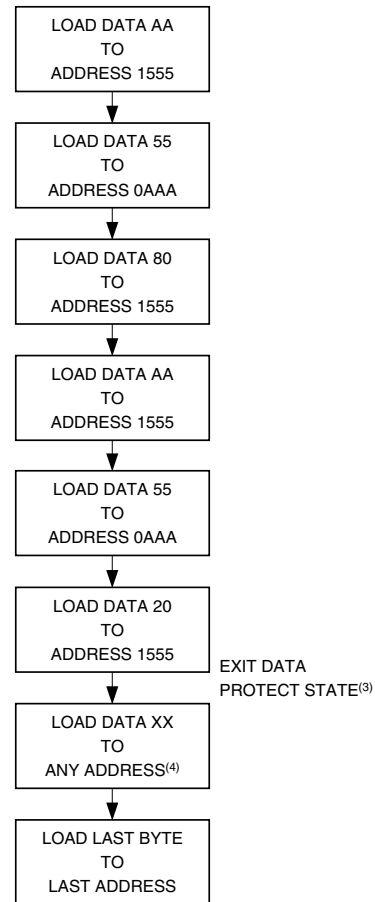 LOAD DATA AA
TO
ADDRESS 1555
LOAD DATA 55
TO
ADDRESS 0AAA
LOAD DATA 80
TO
ADDRESS 1555
LOAD DATA AA
TO
ADDRESS 1555
LOAD DATA 55
TO
ADDRESS 0AAA
LOAD DATA 20
TO
ADDRESS 1555
EXIT DATA
PROTECT STATE(3)
LOAD DATA XX
TO
ANY ADDRESS(4)
LOAD LAST BYTE
TO
LAST ADDRESS